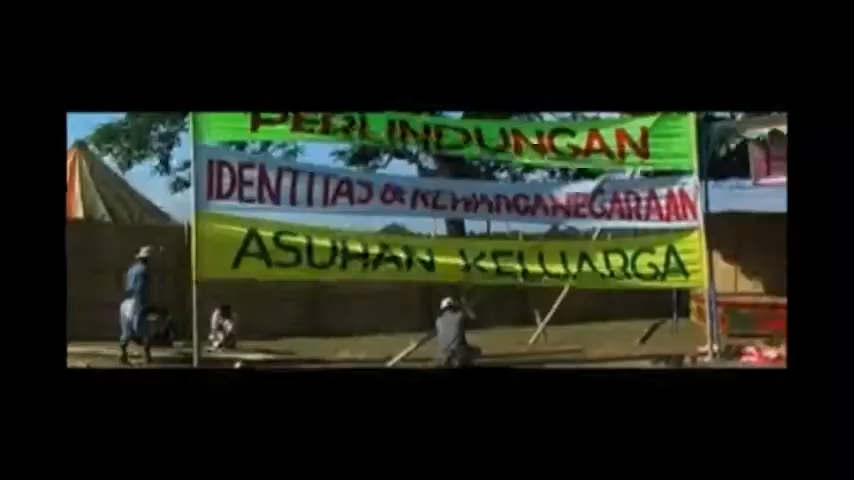 PERLINDUNGAN
IDENTITAS & KEWARGANEGARAAN
ASUHAN KELUARGA